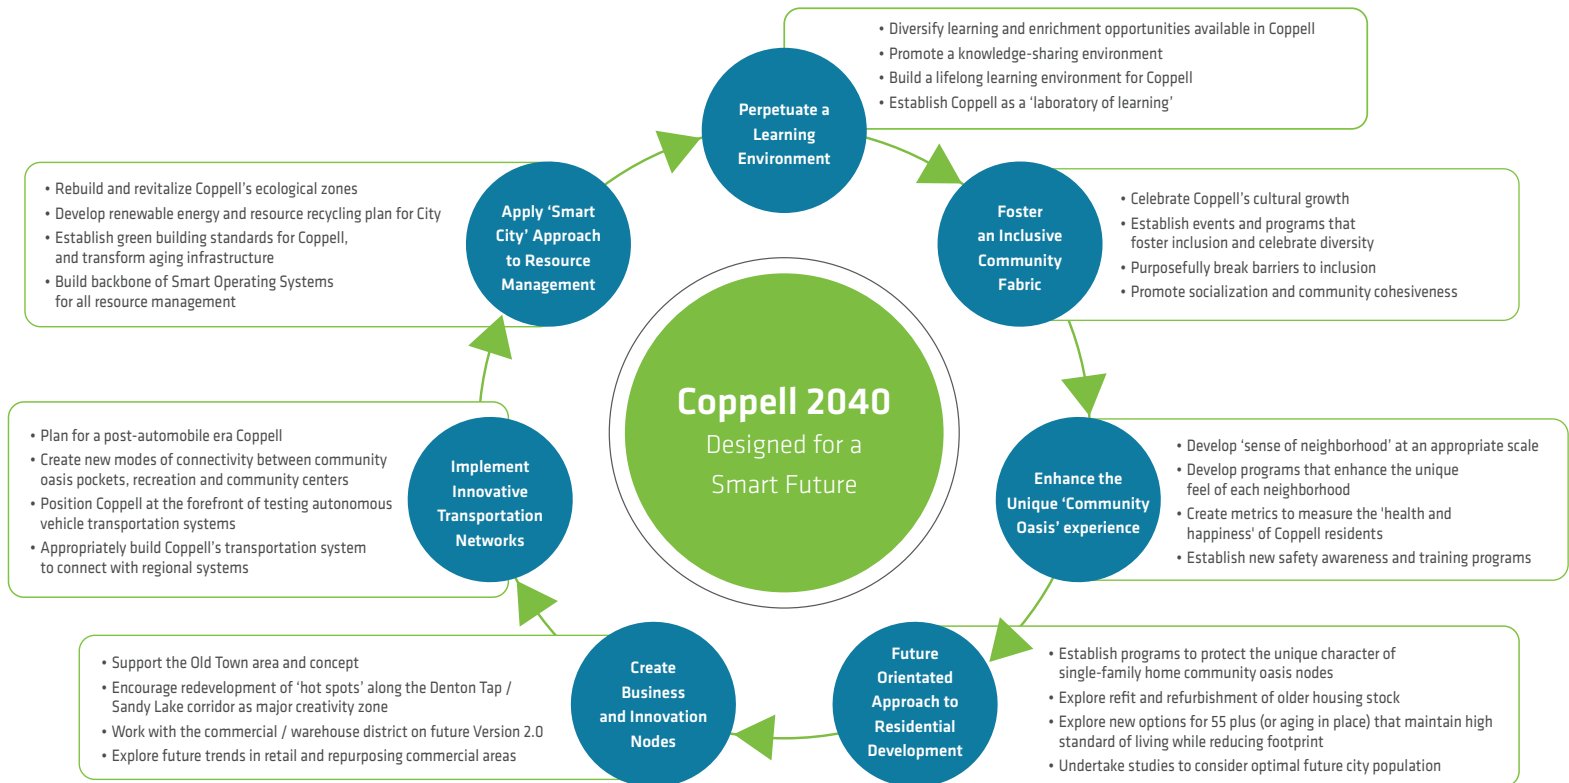 Coppell 2040
Designed for a
Smart Future
Perpetuate a
Learning
Environment
• Diversify learning and enrichment opportunities available in Coppell
• Promote a knowledge-sharing environment
• Build a lifelong learning environment for Coppell
• Establish Coppell as a ‘laboratory of learning’
Foster
an Inclusive
Community
Fabric
• Celebrate Coppell’s cultural growth
• Establish events and programs that
foster inclusion and celebrate diversity
• Purposefully break barriers to inclusion
• Promote socialization and community cohesiveness
Enhance the
Unique ‘Community
Oasis’ experience
• Develop ‘sense of neighborhood’ at an appropriate scale
• Develop programs that enhance the unique
feel of each neighborhood
• Create metrics to measure the 'health and
happiness' of Coppell residents
• Establish new safety awareness and training programs
Future
Orientated
Approach to
Residential
Development
• Establish programs to protect the unique character of
single-family home community oasis nodes
• Explore refit and refurbishment of older housing stock
• Explore new options for 55 plus (or aging in place) that maintain high
standard of living while reducing footprint
• Undertake studies to consider optimal future city population
Create
Business
and Innovation
Nodes
• Support the Old Town area and concept
• Encourage redevelopment of ‘hot spots’ along the Denton Tap /
Sandy Lake corridor as major creativity zone
• Work with the commercial / warehouse district on future Version 2.0
• Explore future trends in retail and repurposing commercial areas
Implement
Innovative
Transportation
Networks
• Plan for a post-automobile era Coppell
• Create new modes of connectivity between community
oasis pockets, recreation and community centers
• Position Coppell at the forefront of testing autonomous
vehicle transportation systems
• Appropriately build Coppell’s transportation system
to connect with regional systems
Apply ‘Smart
City’ Approach
to Resource
Management
• Rebuild and revitalize Coppell’s ecological zones
• Develop renewable energy and resource recycling plan for City
• Establish green building standards for Coppell,
and transform aging infrastructure
• Build backbone of Smart Operating Systems
for all resource management